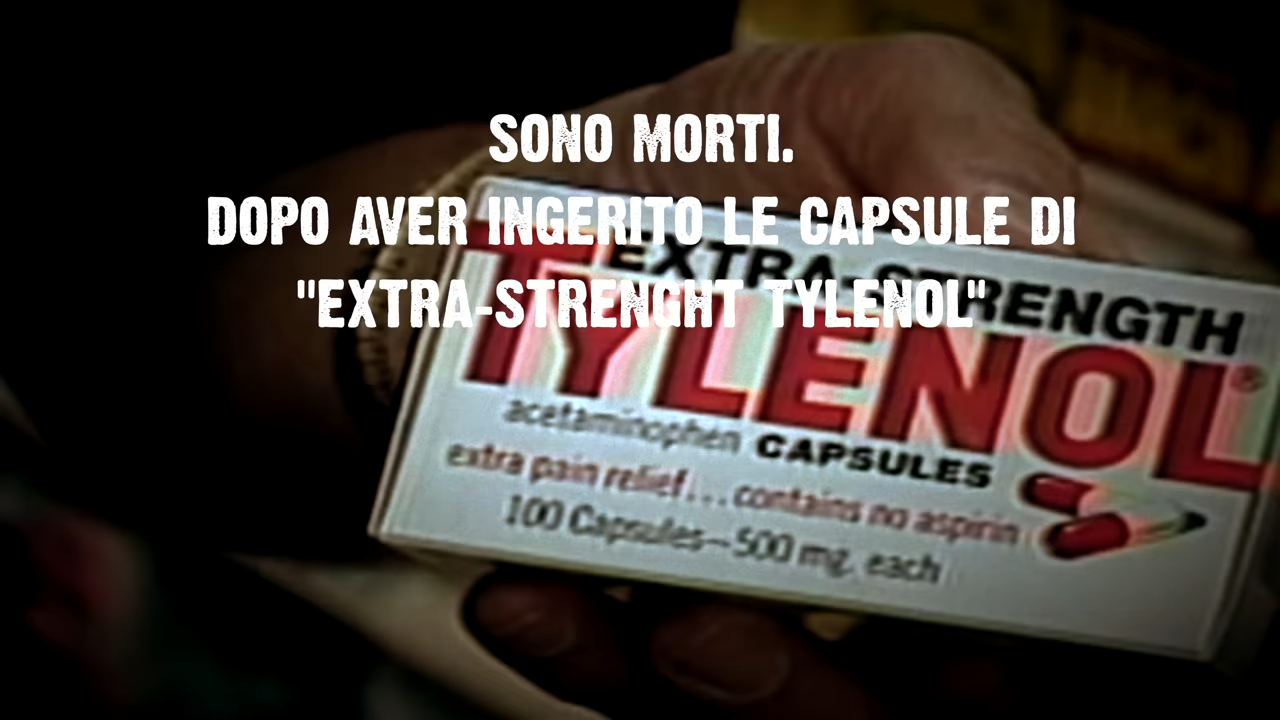 SONO MORTI.
DOPO AVER INGERITO LE CAPSULE DI
"EXTRA-STRENGHT TYLENOL"
EXTRA-STRENGTH
TYLENOL®
acetaminophen CAPSULES
extra pain relief...contains no aspirin
100 Capsules—500 mg. each